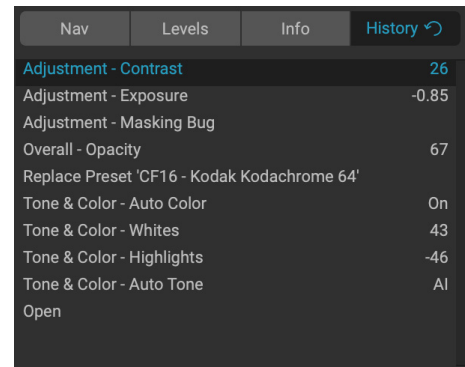 Nav Levels Info History
Adjustment - Contrast 26
Adjustment - Exposure -0.85
Adjustment - Masking Bug
Overall - Opacity 67
Replace Preset 'CF16 - Kodak Kodachrome 64'
Tone & Color - Auto Color On
Tone & Color - Whites 43
Tone & Color - Highlights -46
Tone & Color - Auto Tone AI
Open